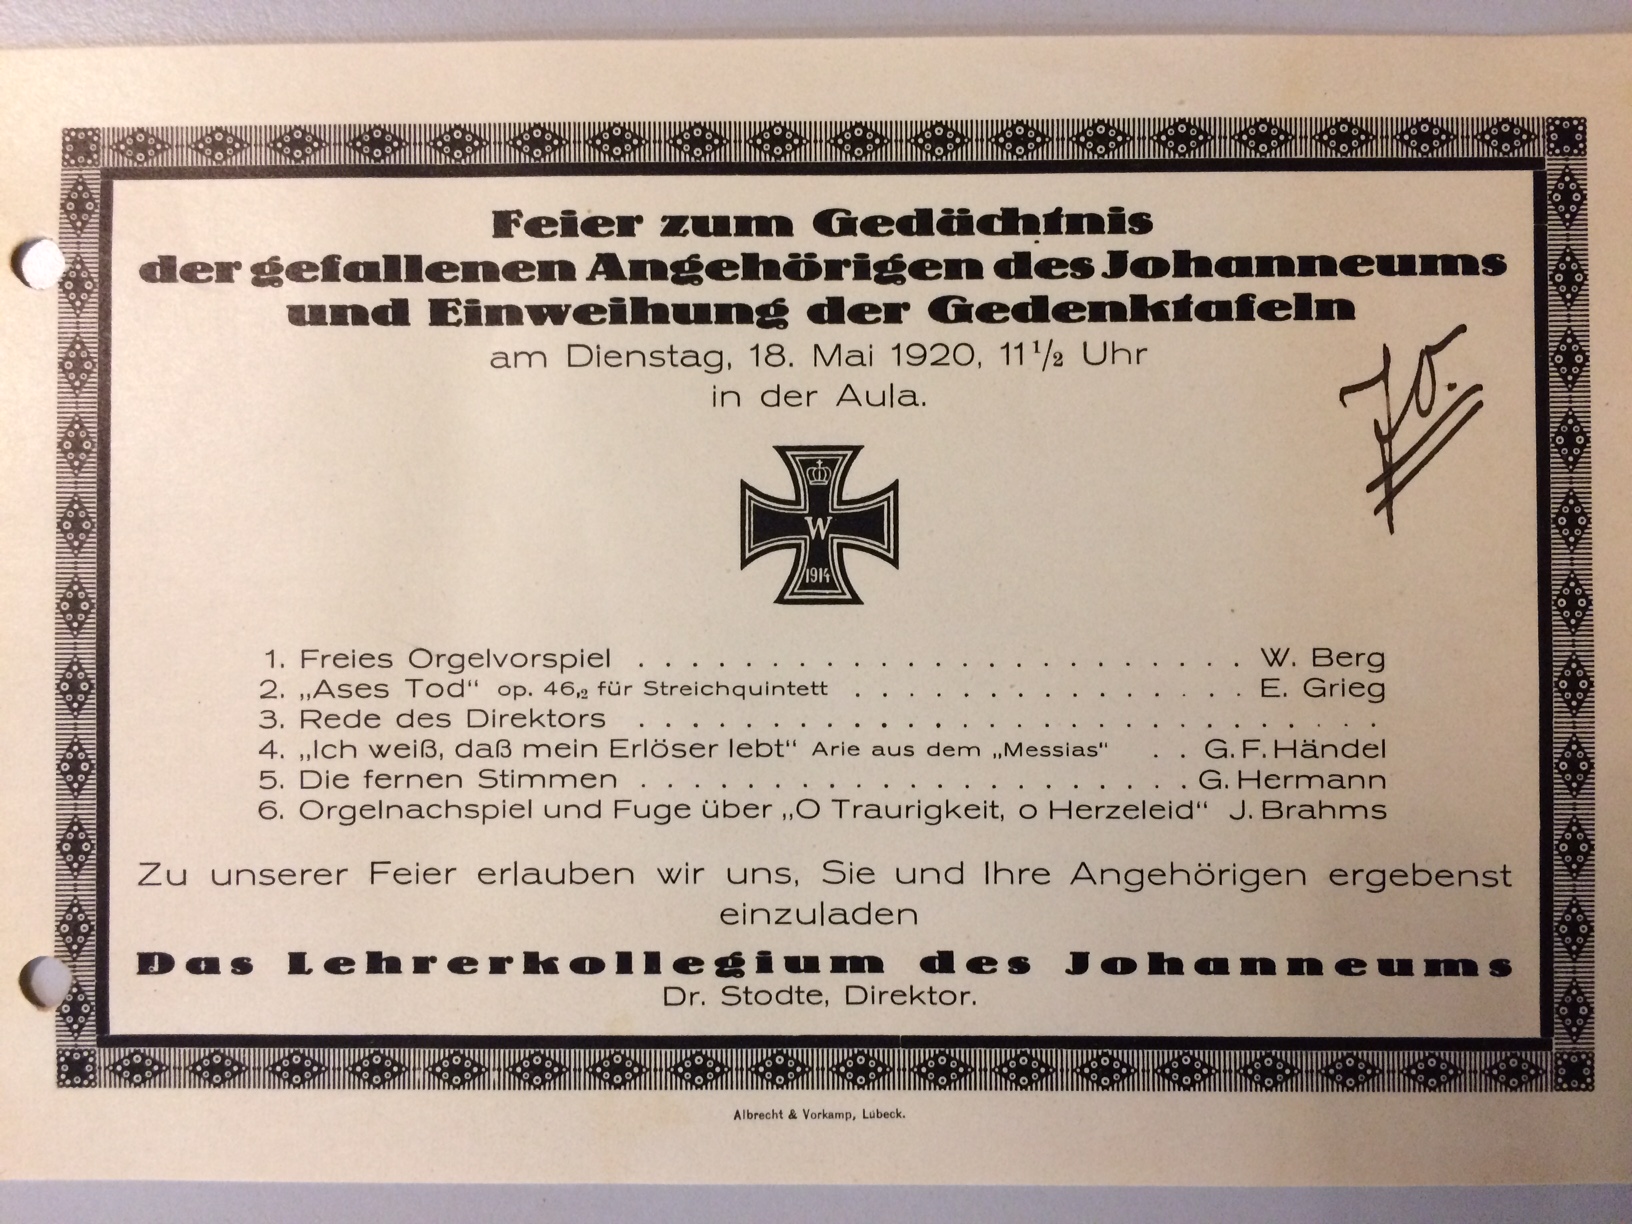 Feier zum Gedächtnis
der gefallenen Angehörigen des Johanneums
und Einweihung der Gedenktafeln
am Dienstag, 18. Mai 1920, 11 1/2 Uhr
in der Aula.
Jo.
W
1914
1. Freies Orgelvorspiel . . . . . . . . . . . . . . . . . . . . . . . W. Berg
2. „Ases Tod“ op. 46,2 für Streichquintett . . . . . . . . . . . . . . . E. Grieg
3. Rede des Direktors . . . . . . . . . . . . . . . . . . . . . . . . . . . .
4. „Ich weiß, daß mein Erlöser lebt“ Arie aus dem „Messias“ . . G. F. Händel
5. Die fernen Stimmen . . . . . . . . . . . . . . . . . . . . . G. Hermann
6. Orgelnachspiel und Fuge über „O Traurigkeit, o Herzeleid“ J. Brahms
Zu unserer Feier erlauben wir uns, Sie und Ihre Angehörigen ergebenst
einzuladen
Das Lehrerkollegium des Johanneums
Dr. Stodte, Direktor.
Albrecht & Vorkamp, Lübeck.